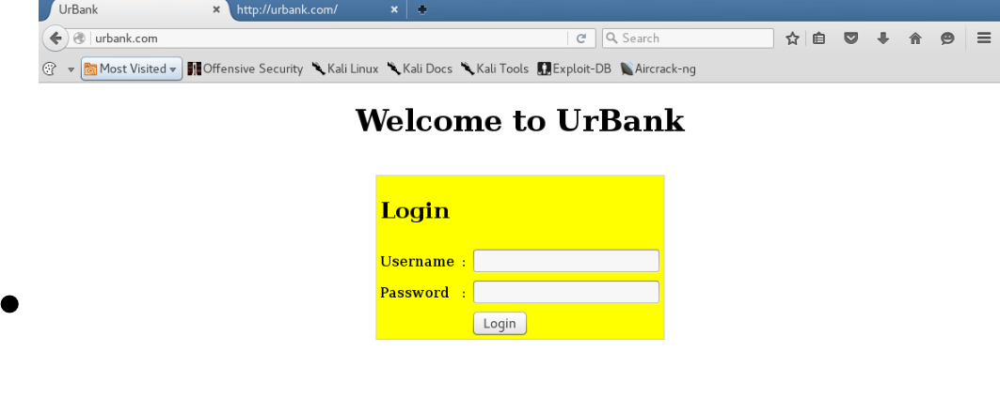 UrBank http://urbank.com/
urbank.com Search
Most Visited Offensive Security Kali Linux Kali Docs Kali Tools Exploit-DB Aircrack-ng
Welcome to UrBank
Login
Username :
Password :
Login